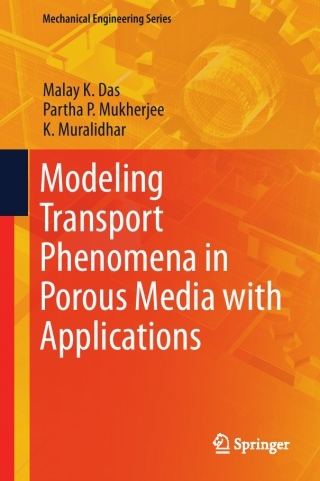 Mechanical Engineering Series
Malay K. Das
Partha P. Mukherjee
K. Muralidhar
Modeling
Transport
Phenomena in
Porous Media with
Applications
Springer